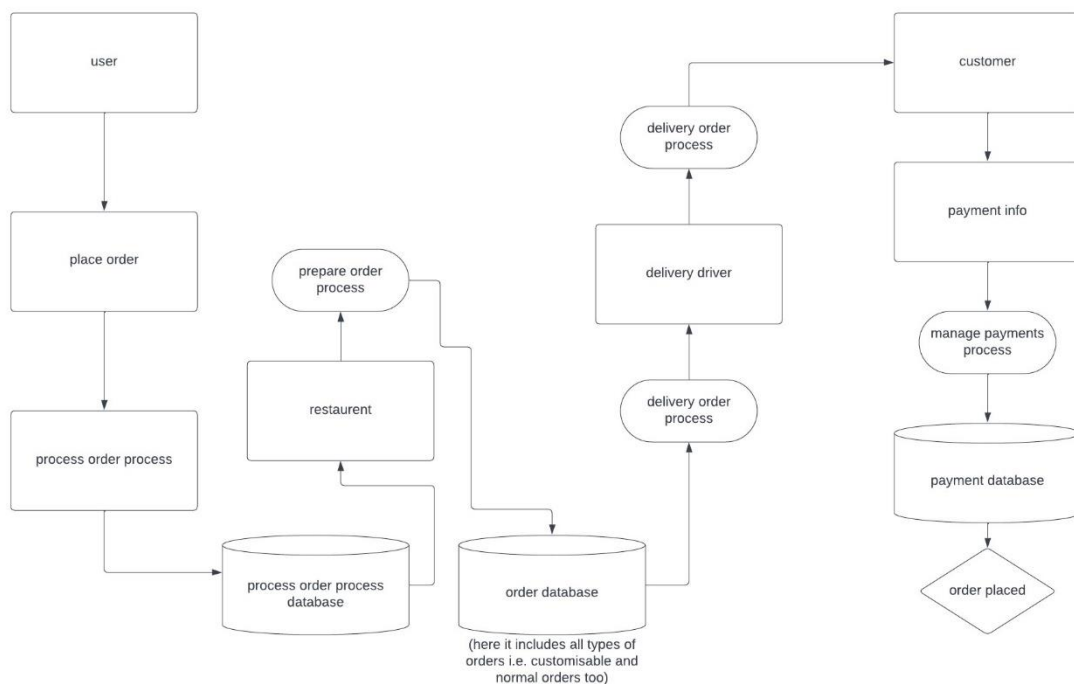 user
place order
process order process
process order process
database
restaurent
prepare order
process
order database
(here it includes all types of
orders i.e. customisable and
normal orders too)
delivery order
process
delivery driver
delivery order
process
customer
payment info
manage payments
process
payment database
order placed